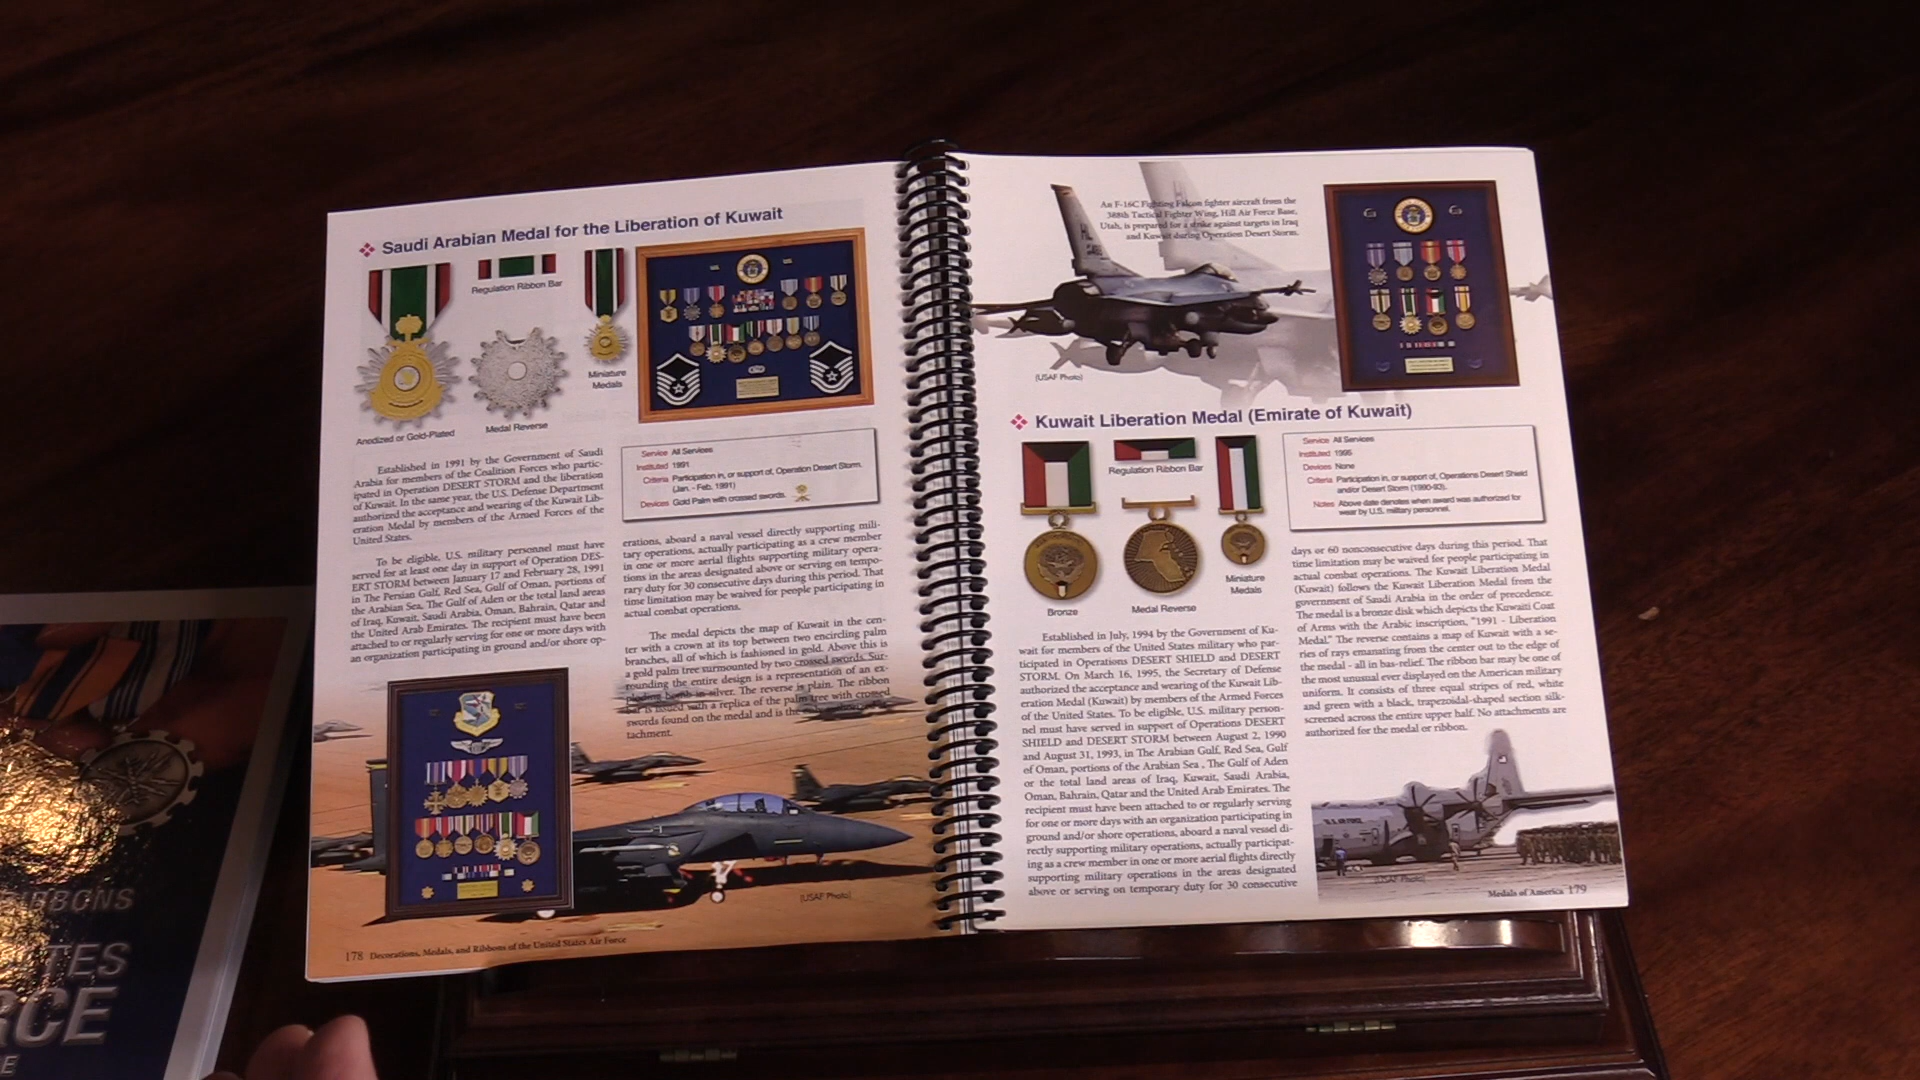 Saudi Arabian Medal for the Liberation of Kuwait
Regulation Ribbon Bar
Miniature
Medals
Medal Reverse
Anodized or Gold-Plated
Established in 1991 by the Government of Saudi
Arabia for members of the Coalition Forces who partic-
ipated in Operation DESERT STORM and the liberation
of Kuwait. In the same year, the U.S. Defense Department
authorized the acceptance and wearing of the Kuwait Lib-
eration Medal by members of the Armed Forces of the
United States.
To be eligible, U.S. military personnel must have
served for at least one day in support of Operation DES-
ERT STORM between January 17 and February 28, 1991
in The Persian Gulf, Red Sea, Gulf of Oman, portions of
the Arabian Sea, The Gulf of Aden or the total land areas
of Iraq, Kuwait, Saudi Arabia, Oman, Bahrain, Qatar and
the United Arab Emirates. The recipient must have been
attached to or regularly serving for one or more days with
an organization participating in ground and/or shore op-
Service All Services
Instituted 1991
Criteria Participation in, or support of, Operation Desert Storm.
(Jan. - Feb. 1991)
Devices Gold Palm with crossed swords.
erations, aboard a naval vessel directly supporting mili-
tary operations, actually participating as a crew member
in one or more aerial flights supporting military opera-
tions in the areas designated above or serving on tempo-
rary duty for 30 consecutive days during this period. That
time limitation may be waived for people participating in
actual combat operations.
The medal depicts the map of Kuwait in the cen-
ter with a crown at its top between two encircling palm
branches, all of which is fashioned in gold. Above this is
a gold palm tree surmounted by two crossed swords. Sur-
rounding the entire design is a representation of an ex-
ploding bomb in silver. The reverse is plain. The ribbon
bar is issued with a replica of the palm tree with crossed
swords found on the medal and is the
tachment.
(USAF Photo)
178 Decorations, Medals, and Ribbons of the United States Air Force
An F-16C Fighting Falcon fighter aircraft from the
388th Tactical Fighter Wing, Hill Air Force Base,
Utah, is prepared for a strike against targets in Iraq
and Kuwait during Operation Desert Storm.
HL
(USAF Photo)
Kuwait Liberation Medal (Emirate of Kuwait)
Regulation Ribbon Bar
Miniature
Medals
Bronze
Medal Reverse
Service All Services
Instituted 1995
Devices None
Criteria Participation in, or support of, Operations Desert Shield
and/or Desert Storm (1990-93).
Notes Above date denotes when award was authorized for
wear by U.S. military personnel.
Established in July, 1994 by the Government of Ku-
wait for members of the United States military who par-
ticipated in Operations DESERT SHIELD and DESERT
STORM. On March 16, 1995, the Secretary of Defense
authorized the acceptance and wearing of the Kuwait Lib-
eration Medal (Kuwait) by members of the Armed Forces
of the United States. To be eligible, U.S. military person-
nel must have served in support of Operations DESERT
SHIELD and DESERT STORM between August 2, 1990
and August 31, 1993, in The Arabian Gulf, Red Sea, Gulf
of Oman, portions of the Arabian Sea , The Gulf of Aden
or the total land areas of Iraq, Kuwait, Saudi Arabia,
Oman, Bahrain, Qatar and the United Arab Emirates. The
recipient must have been attached to or regularly serving
for one or more days with an organization participating in
ground and/or shore operations, aboard a naval vessel di-
rectly supporting military operations, actually participat-
ing as a crew member in one or more aerial flights directly
supporting military operations in the areas designated
above or serving on temporary duty for 30 consecutive
days or 60 nonconsecutive days during this period. That
time limitation may be waived for people participating in
actual combat operations. The Kuwait Liberation Medal
(Kuwait) follows the Kuwait Liberation Medal from the
government of Saudi Arabia in the order of precedence.
The medal is a bronze disk which depicts the Kuwaiti Coat
of Arms with the Arabic inscription, "1991 - Liberation
Medal." The reverse contains a map of Kuwait with a se-
ries of rays emanating from the center out to the edge of
the medal - all in bas-relief. The ribbon bar may be one of
the most unusual ever displayed on the American military
uniform. It consists of three equal stripes of red, white
and green with a black, trapezoidal-shaped section silk-
screened across the entire upper half. No attachments are
authorized for the medal or ribbon.
U.S. AIR FORCE
(USAF Photo)
Medals of America 179
RIBBONS
TES
RCE
E